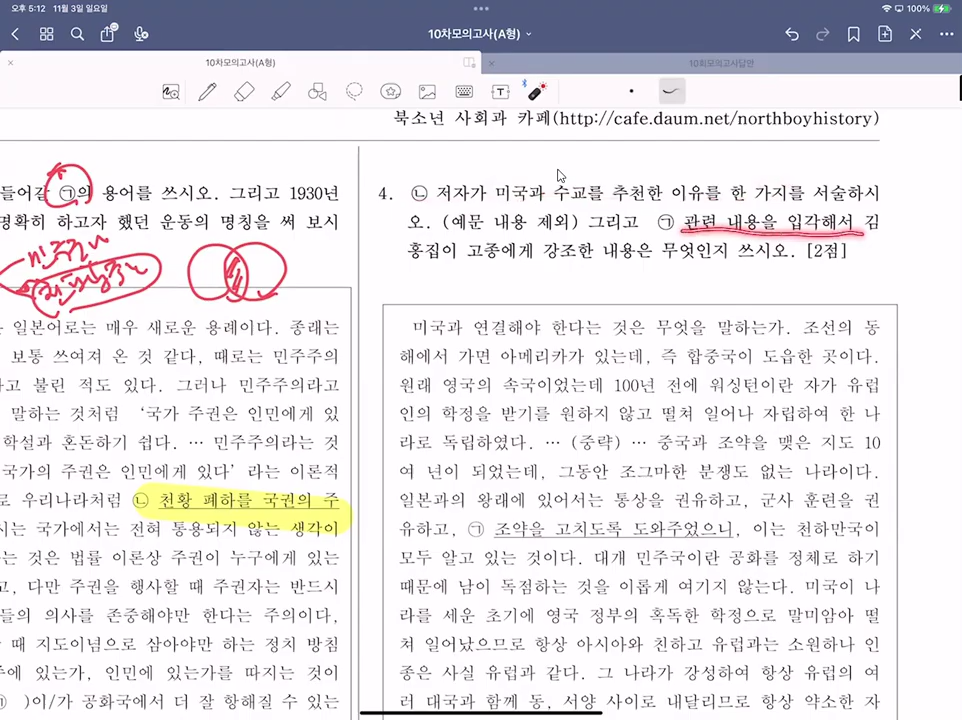 오후 5:12 11월 3일 일요일
100%
10차모의고사(A형)
10차모의고사(A형)
10회모의고사답안
북소년 사회과 카페(http://cafe.daum.net/northboyhistory)
들어갈 ㉠의 용어를 쓰시오. 그리고 1930년
명확히 하고자 했던 운동의 명칭을 써 보시
일본어로는 매우 새로운 용례이다. 종래는
보통 쓰여져 온 것 같다, 때로는 민주주의
고 불린 적도 있다. 그러나 민주주의라고
말하는 것처럼 ‘국가 주권은 인민에게 있
학설과 혼돈하기 쉽다. … 민주주의라는 것
국가의 주권은 인민에게 있다’ 라는 이론적
로 우리나라처럼 ㉡ 천황 폐하를 국권의 주
시는 국가에서는 전혀 통용되지 않는 생각이
는 것은 법률 이론상 주권이 누구에게 있는
고, 다만 주권을 행사할 때 주권자는 반드시
들의 의사를 존중해야만 한다는 주의이다.
때 지도이념으로 삼아야만 하는 정치 방침
주에 있는가, 인민에 있는가를 따지는 것이
)이/가 공화국에서 더 잘 항해질 수 있는
4. ㉡ 저자가 미국과 수교를 추천한 이유를 한 가지를 서술하시
오. (예문 내용 제외) 그리고 ㉠ 관련 내용을 입각해서 김
홍집이 고종에게 강조한 내용은 무엇인지 쓰시오. [2점]
미국과 연결해야 한다는 것은 무엇을 말하는가. 조선의 동
해에서 가면 아메리카가 있는데, 즉 합중국이 도읍한 곳이다.
원래 영국의 속국이었는데 100년 전에 워싱턴이란 자가 유럽
인의 학정을 받기를 원하지 않고 떨쳐 일어나 자립하여 한 나
라로 독립하였다. … (중략) … 중국과 조약을 맺은 지도 10
여 년이 되었는데, 그동안 조그마한 분쟁도 없는 나라이다.
일본과의 왕래에 있어서는 통상을 권유하고, 군사 훈련을 권
유하고, ㉠ 조약을 고치도록 도와주었으니, 이는 천하만국이
모두 알고 있는 것이다. 대개 민주국이란 공화를 정체로 하기
때문에 남이 독점하는 것을 이롭게 여기지 않는다. 미국이 나
라를 세운 초기에 영국 정부의 혹독한 학정으로 말미암아 떨
쳐 일어났으므로 항상 아시아와 친하고 유럽과는 소원하나 인
종은 사실 유럽과 같다. 그 나라가 강성하여 항상 유럽의 여
러 대국과 함께 동, 서양 사이로 내달리므로 항상 약소한 자